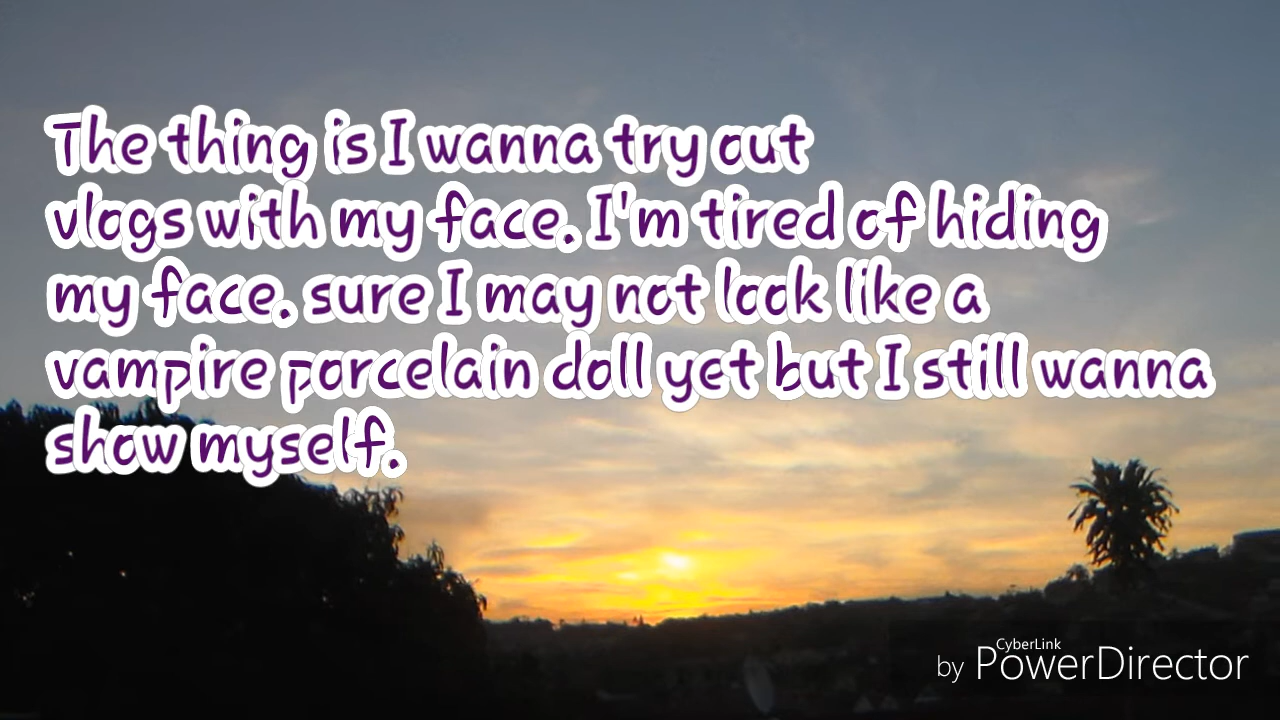 The thing is I wanna try out
vlogs with my face. I'm tired of hiding
my face. sure I may not look like a
vampire porcelain doll yet but I still wanna
show myself.
CyberLink
by PowerDirector